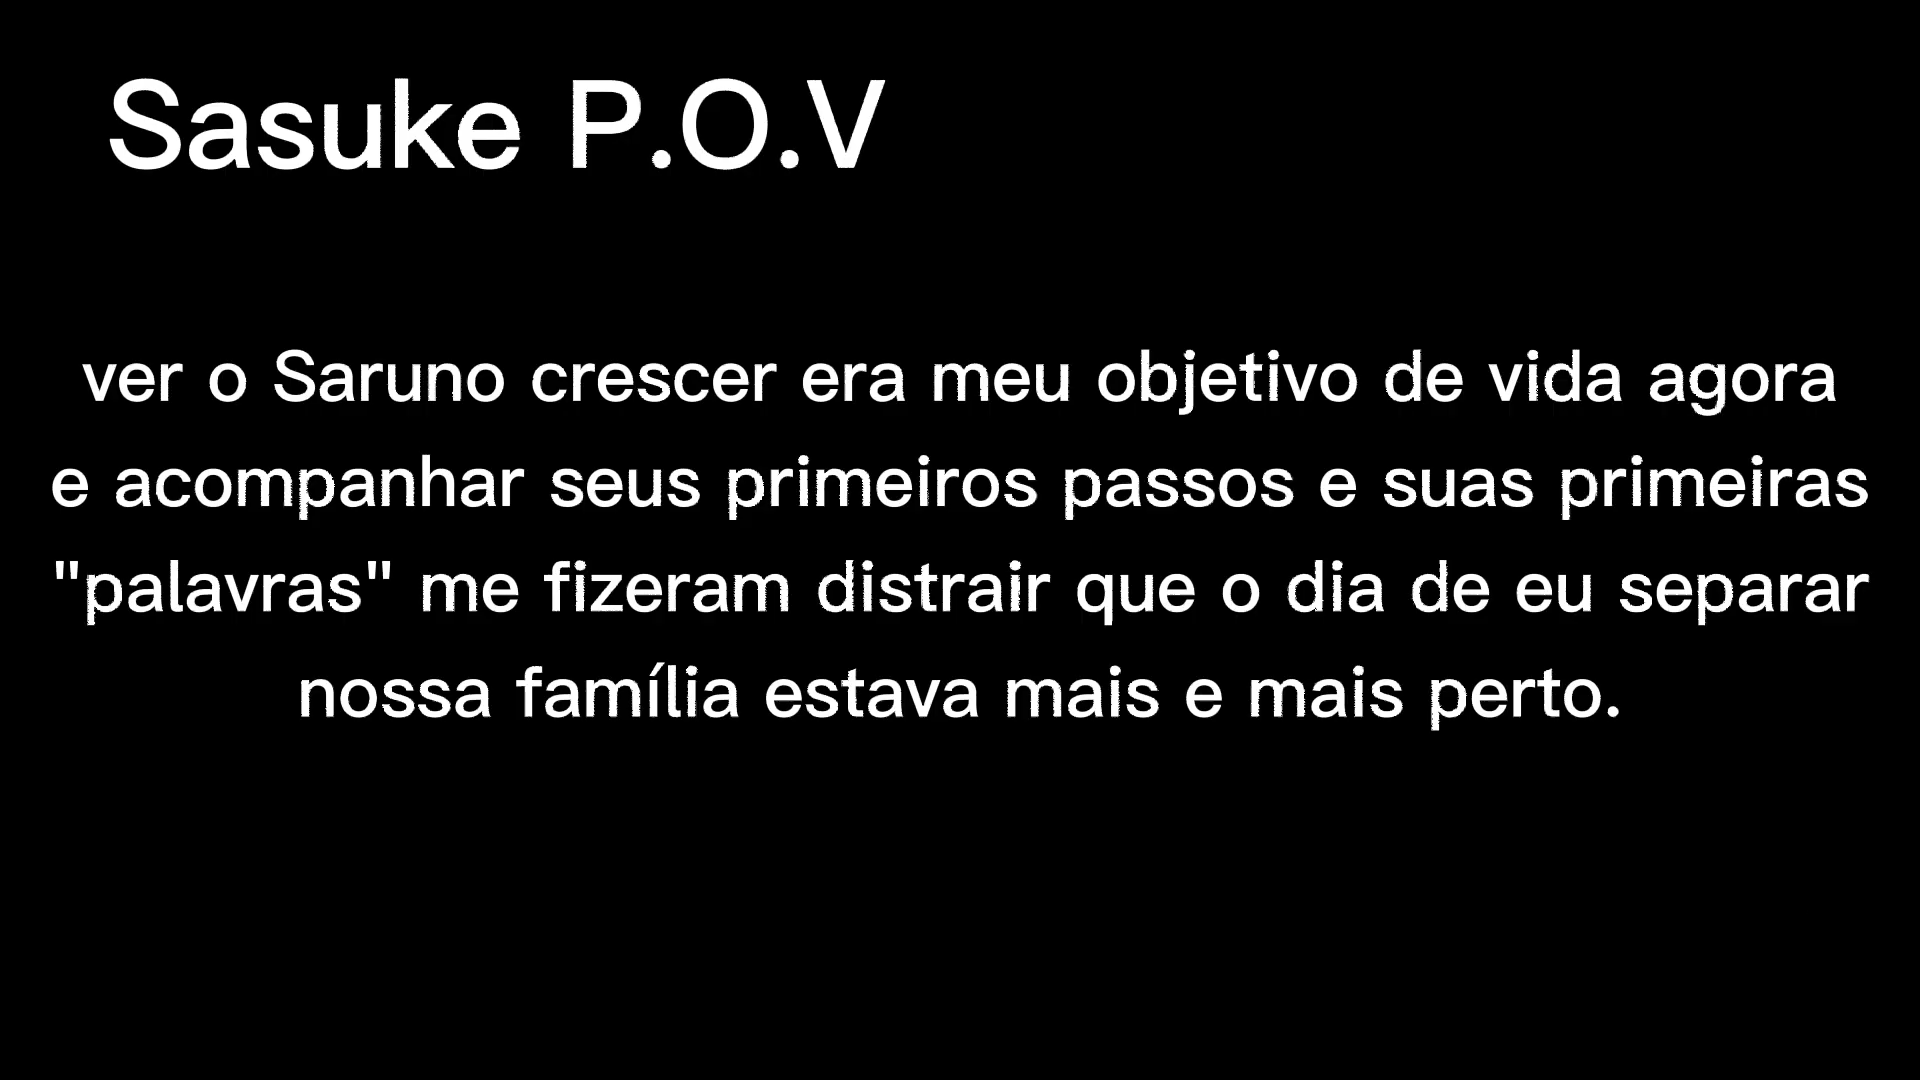 Sasuke P.O.V
ver o Saruno crescer era meu objetivo de vida agora
e acompanhar seus primeiros passos e suas primeiras
"palavras" me fizeram distrair que o dia de eu separar
nossa família estava mais e mais perto.